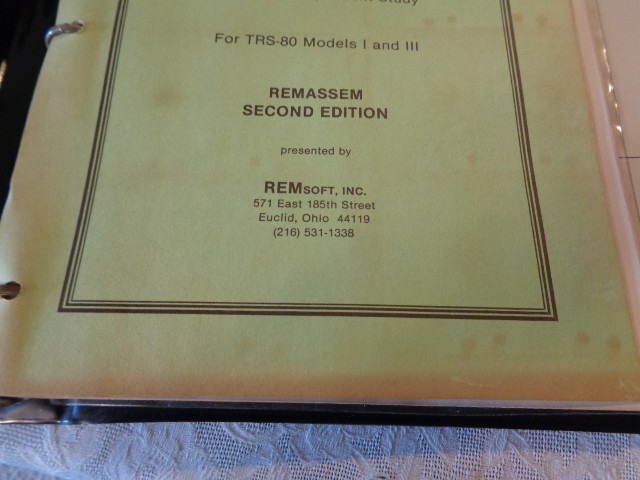 Study
For TRS-80 Models I and III
REMASSEM
SECOND EDITION
presented by
REMSOFT, INC.
571 East 185th Street
Euclid, Ohio 44119
(216) 531-1338